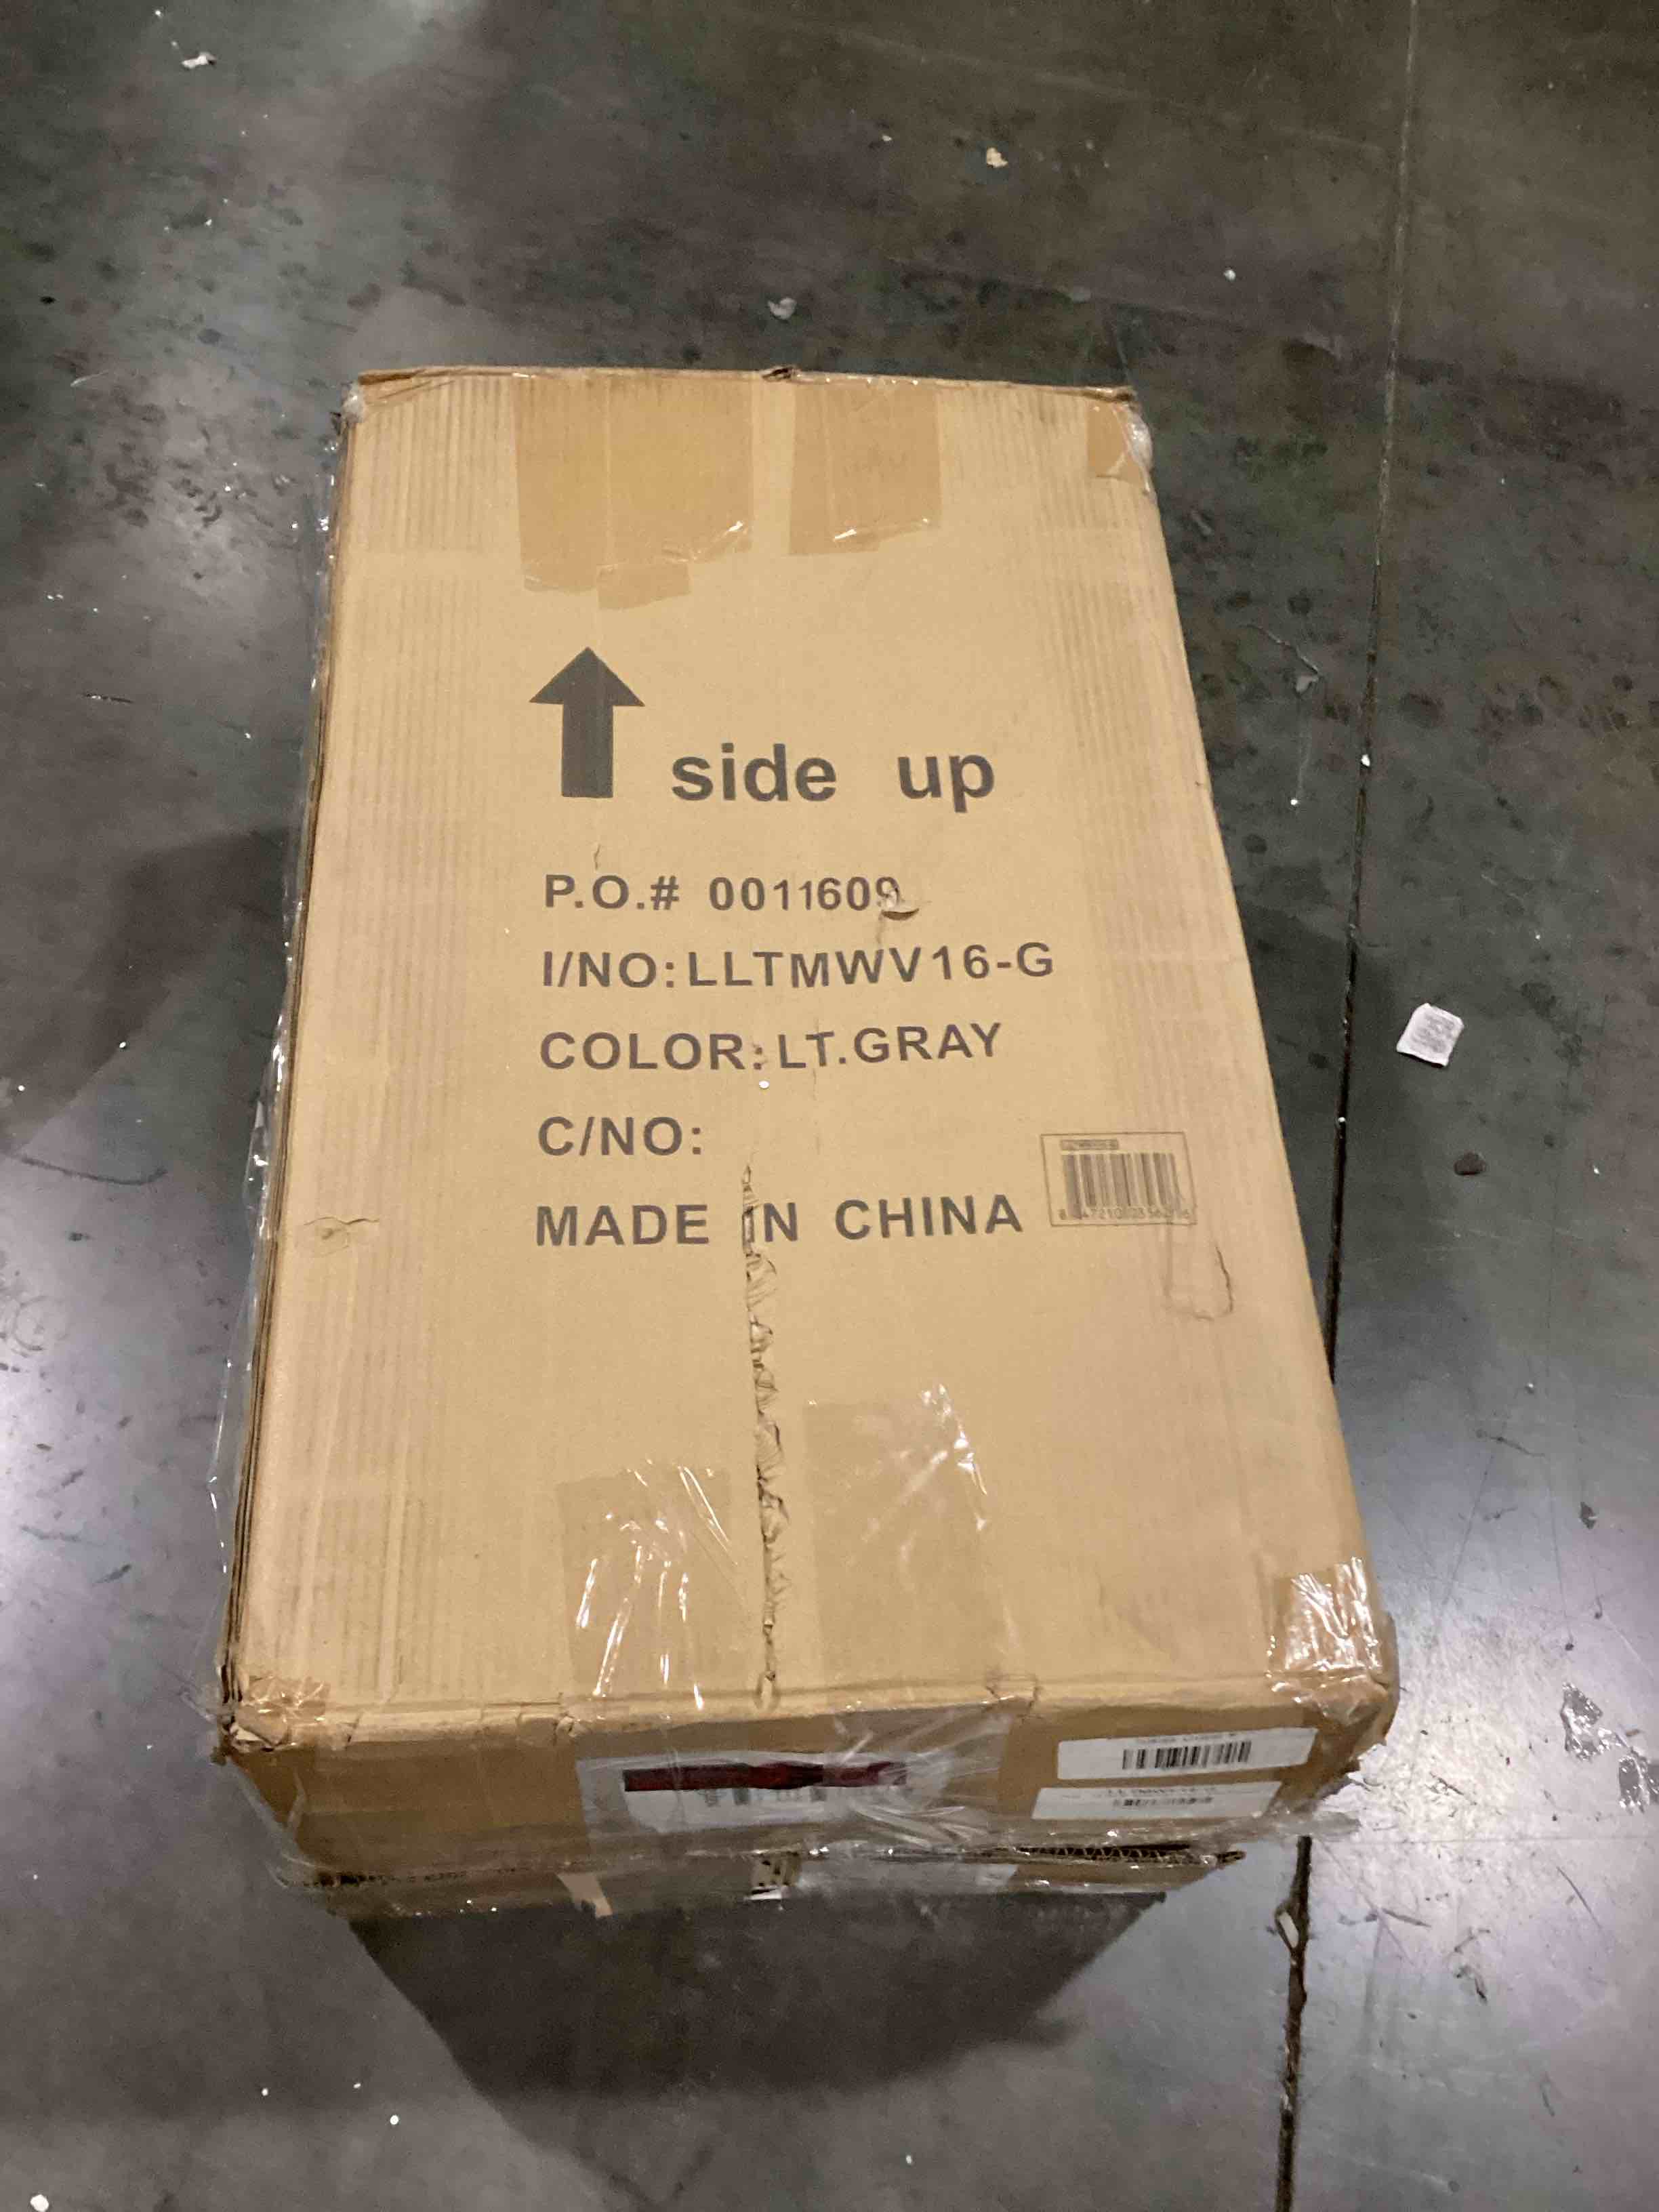 side up
P.O.# 0011609
I/NO:LLTMWV16-G
COLOR:LT.GRAY
C/NO:
MADE IN CHINA